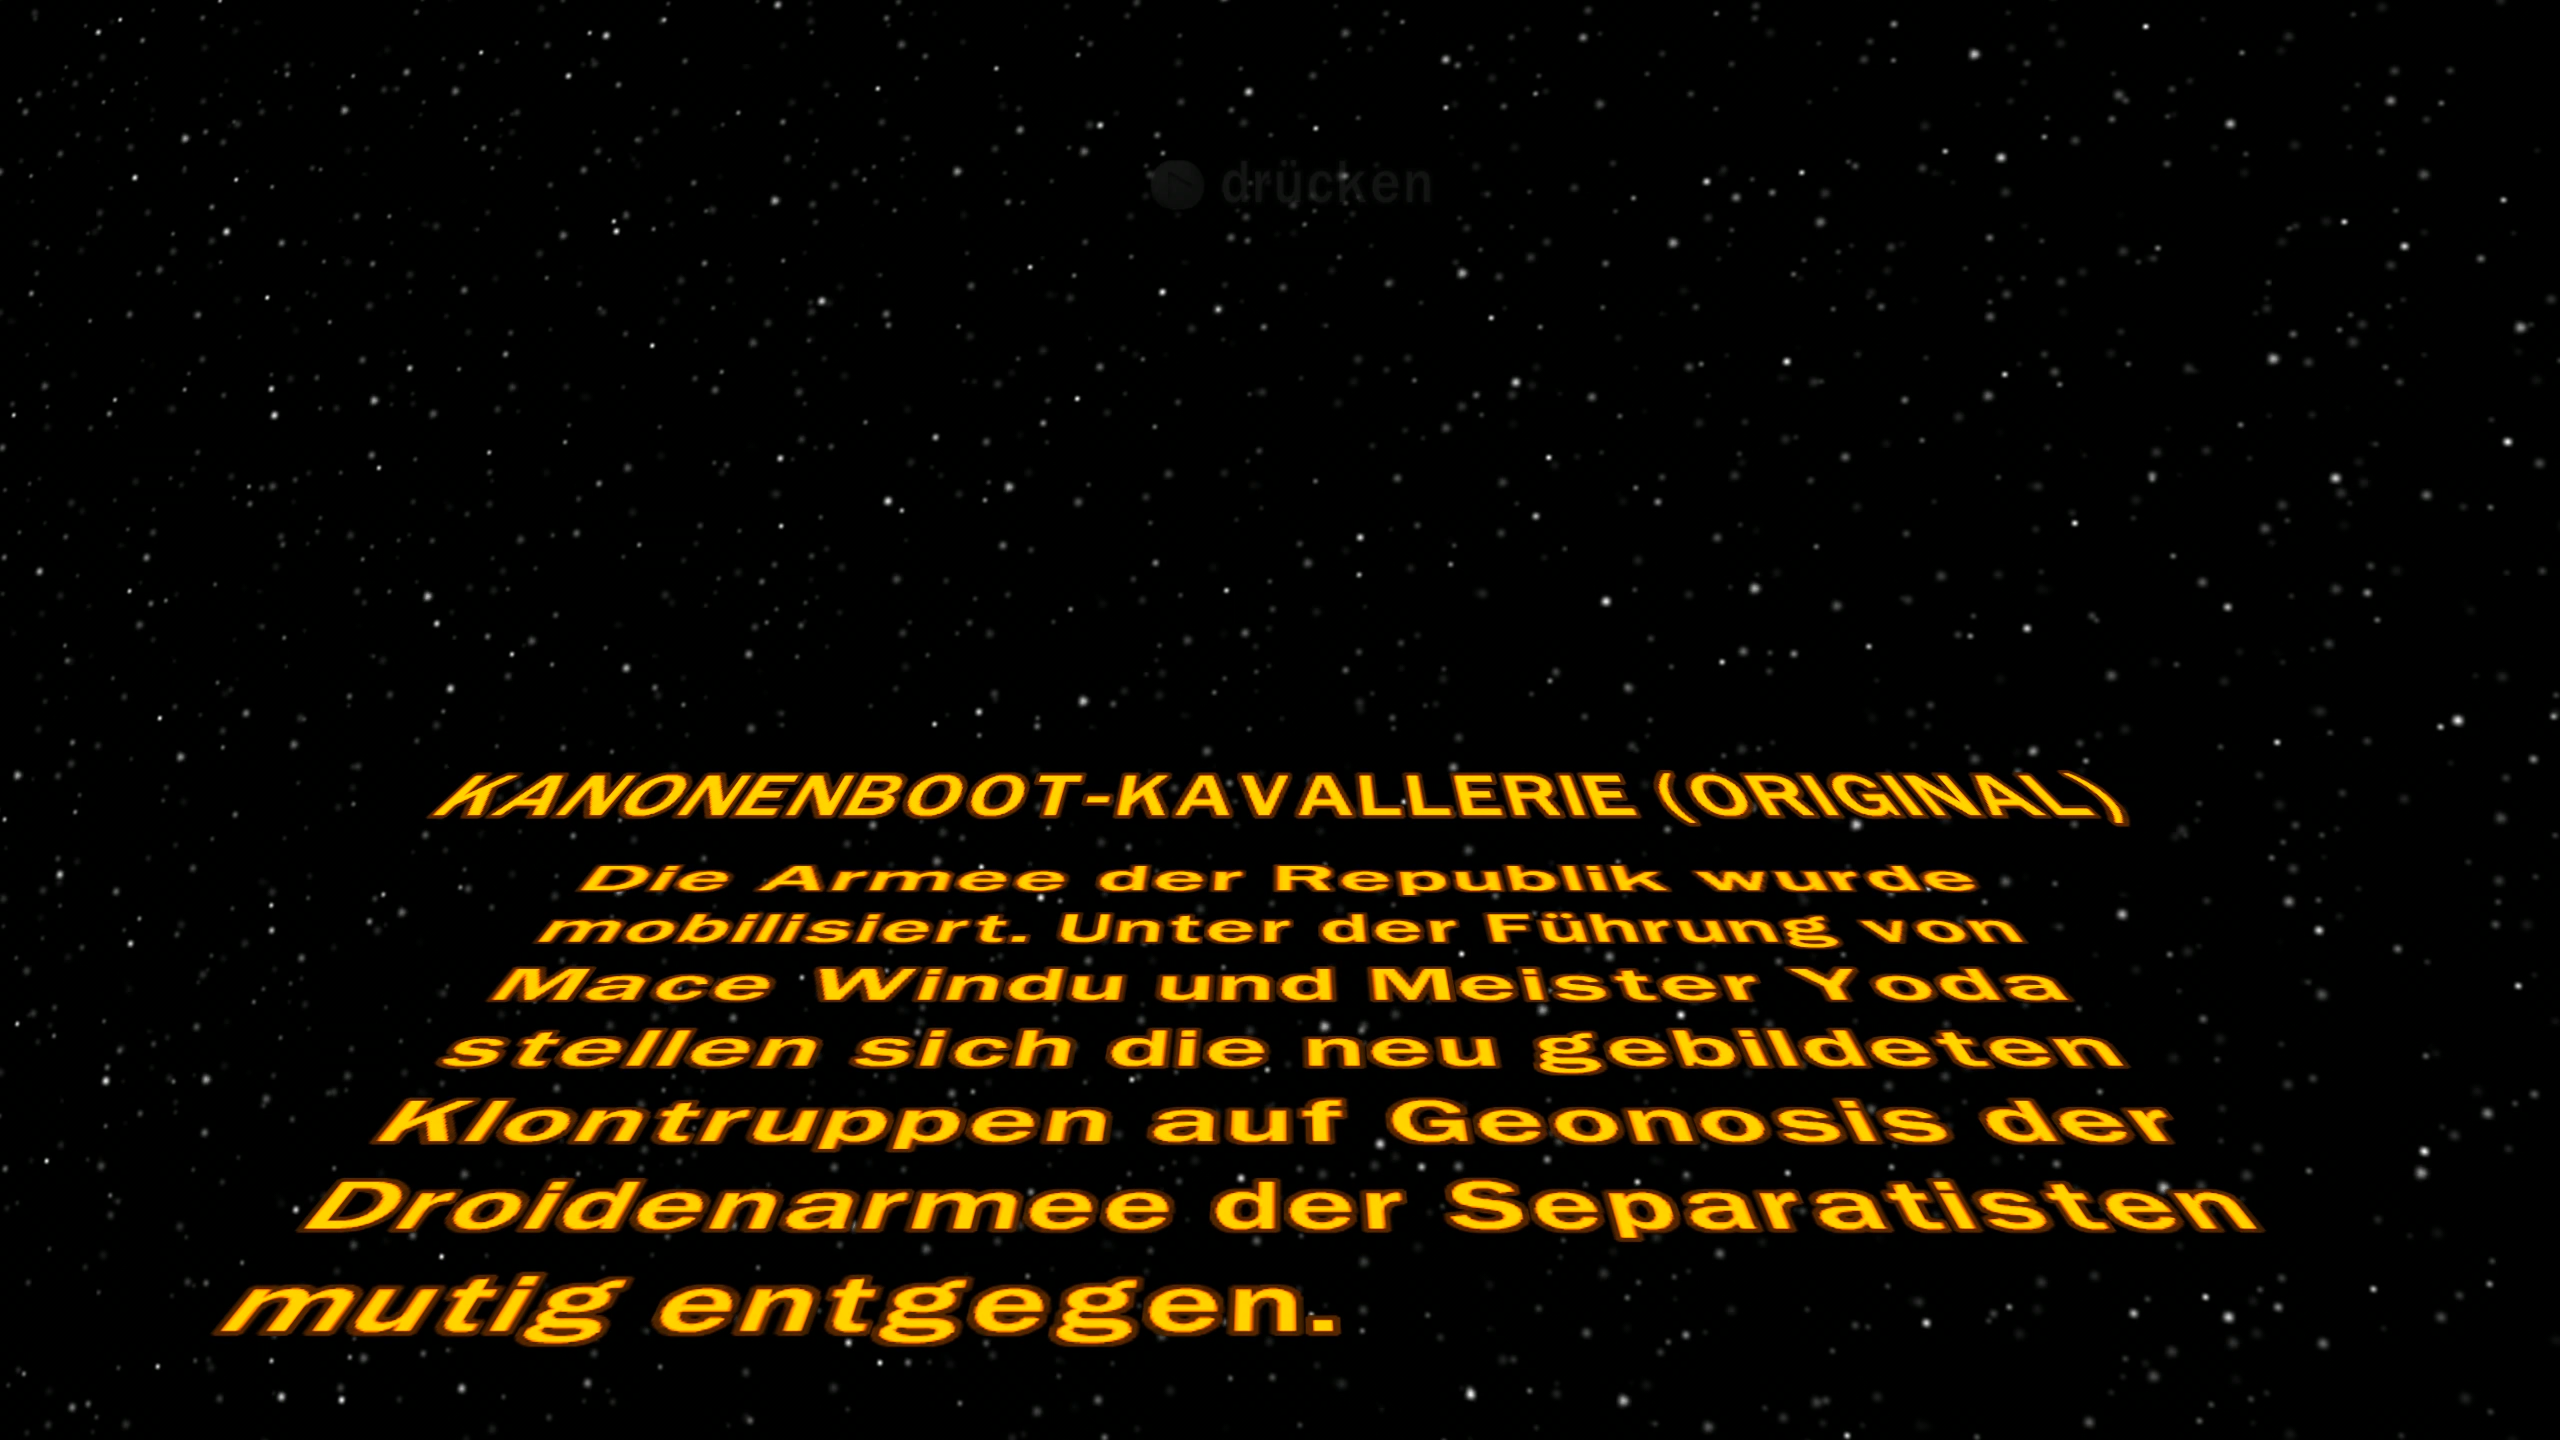 drücken
KANONENBOOT-KAVALLERIE (ORIGINAL)
Die Armee der Republik wurde
mobilisiert. Unter der Führung von
Mace Windu und Meister Yoda
stellen sich die neu gebildeten
Klontruppen auf Geonosis der
Droidenarmee der Separatisten
mutig entgegen.